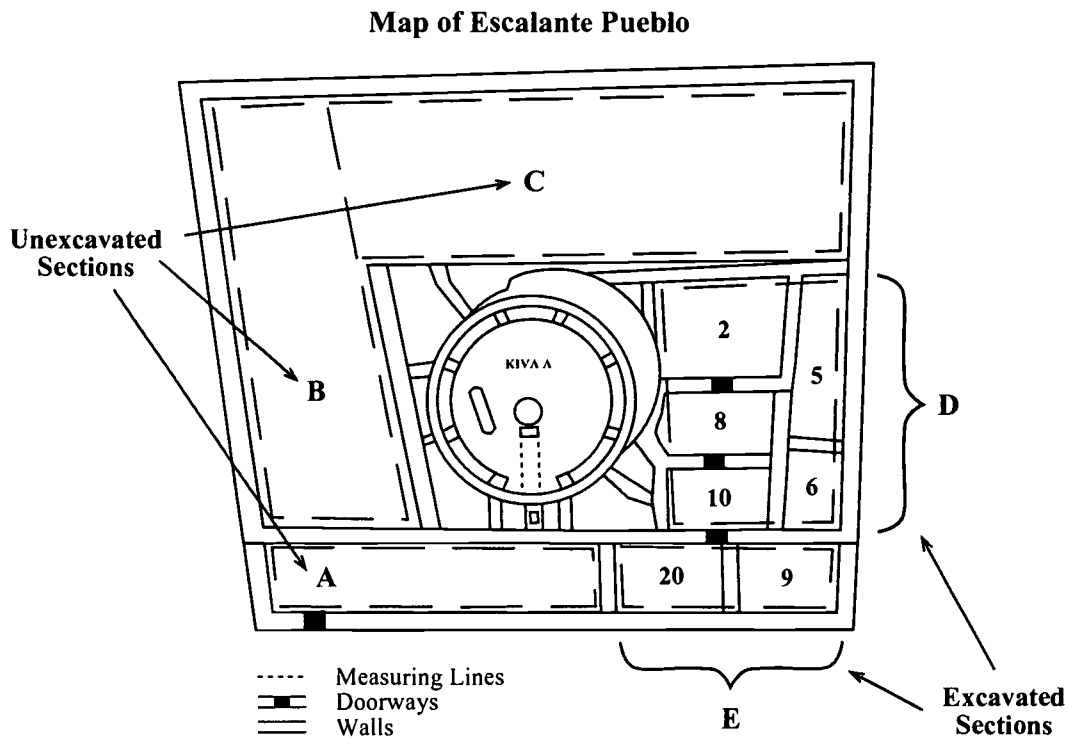 Map of Escalante Pueblo
C
Unexcavated
Sections
B
A
KIVA A
2
5
8
6
10
20
9
D
E
Measuring Lines
Doorways
Walls
Excavated
Sections